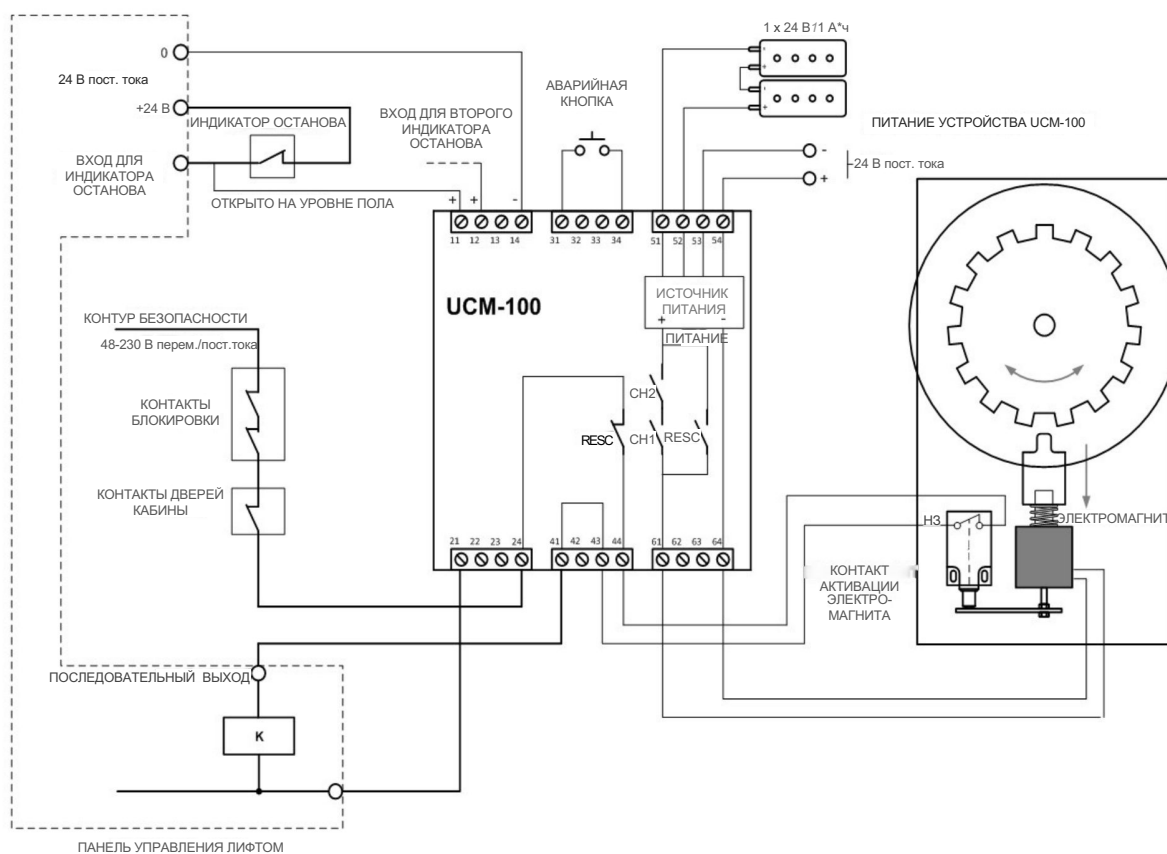 1 x 24 В/1 А*ч
0
24 В пост. тока
+24 В
ИНДИКАТОР ОСТАНОВА
ВХОД ДЛЯ
ИНДИКАТОРА
ОСТАНОВА
ОТКРЫТО НА УРОВНЕ ПОЛА
ВХОД ДЛЯ ВТОРОГО
ИНДИКАТОРА
ОСТАНОВА
АВАРИЙНАЯ
КНОПКА
- +
- +
ПИТАНИЕ УСТРОЙСТВА UCM-100
-
24 В пост. тока
+
+ + -
11 12 13 14
31 32 33 34
51 52 53 54
UCM-100
ИСТОЧНИК
ПИТАНИЯ
+ -
ПИТАНИЕ
CH2
RESC
CH1
RESC
КОНТУР БЕЗОПАСНОСТИ
48-230 В перем./пост.тока
КОНТАКТЫ
БЛОКИРОВКИ
КОНТАКТЫ ДВЕРЕЙ
КАБИНЫ
21 22 23 24
41 42 43 44
61 62 63 64
НЗ
ЭЛЕКТРОМАГНИТ
КОНТАКТ
АКТИВАЦИИ
ЭЛЕКТРО-
МАГНИТА
ПОСЛЕДОВАТЕЛЬНЫЙ ВЫХОД
K
ПАНЕЛЬ УПРАВЛЕНИЯ ЛИФТОМ